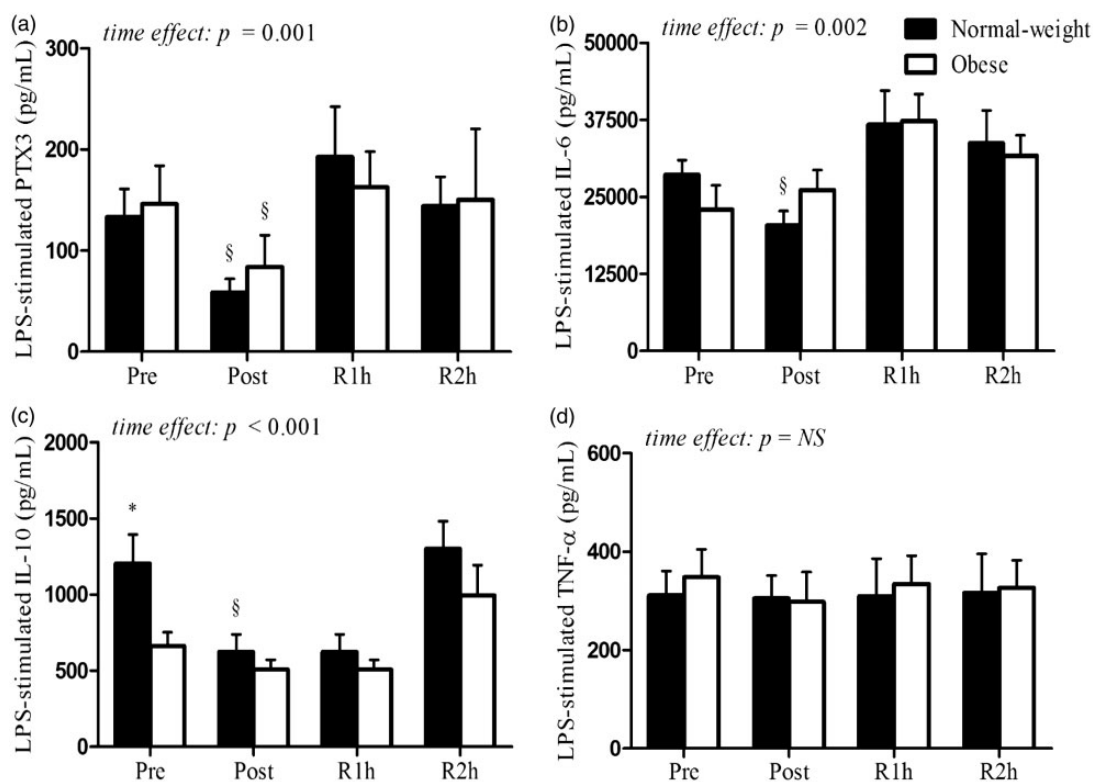 (a)
time effect: p = 0.001
LPS-stimulated PTX3 (pg/mL)
300
200
100
0
§
§
Pre Post R1h R2h
(b)
time effect: p = 0.002
Normal-weight
Obese
LPS-stimulated IL-6 (pg/mL)
50000
37500
25000
12500
0
§
Pre Post R1h R2h
(c)
time effect: p < 0.001
LPS-stimulated IL-10 (pg/mL)
2000
1500
1000
500
0
*
§
Pre Post R1h R2h
(d)
time effect: p = NS
LPS-stimulated TNF-α (pg/mL)
600
400
200
0
Pre Post R1h R2h